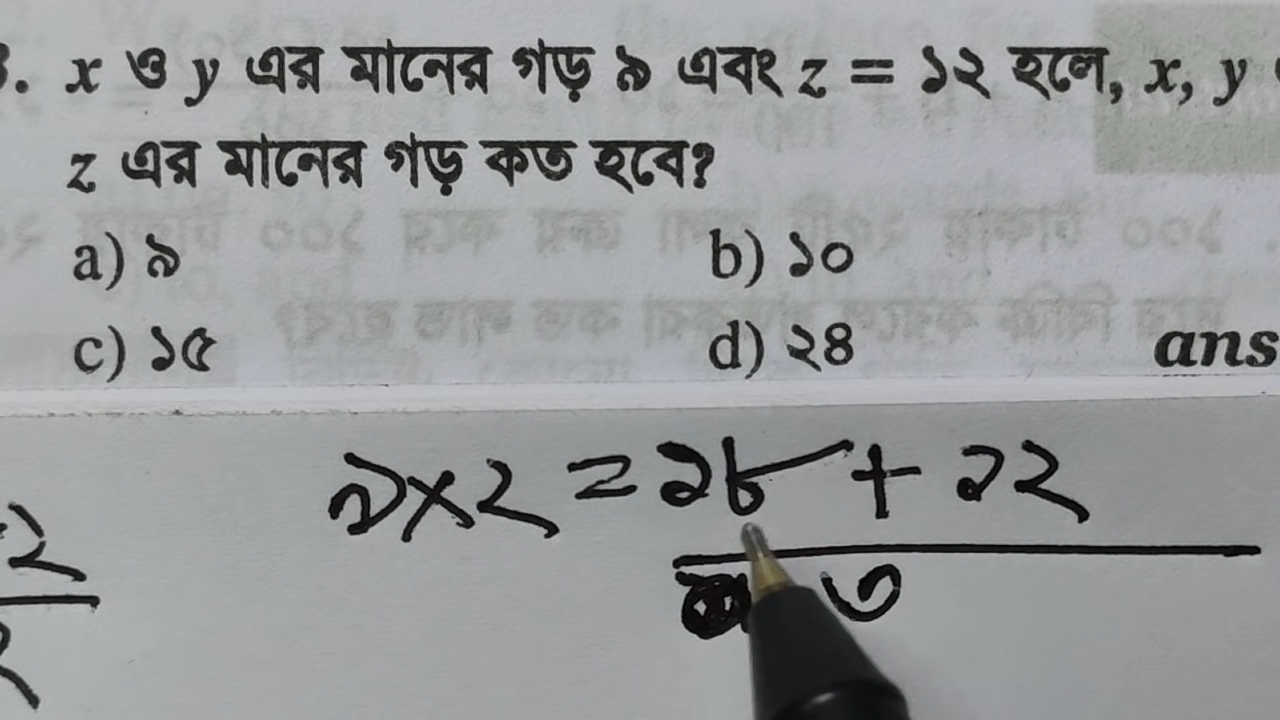 . x ও y এর মানের গড় ৯ এবং z = ১২ হলে, x, y
z এর মানের গড় কত হবে?
a) ৯ b) ১০
c) ১৫ d) ২৪ ans
৯×২ = ১৮ + ১২
৩
২